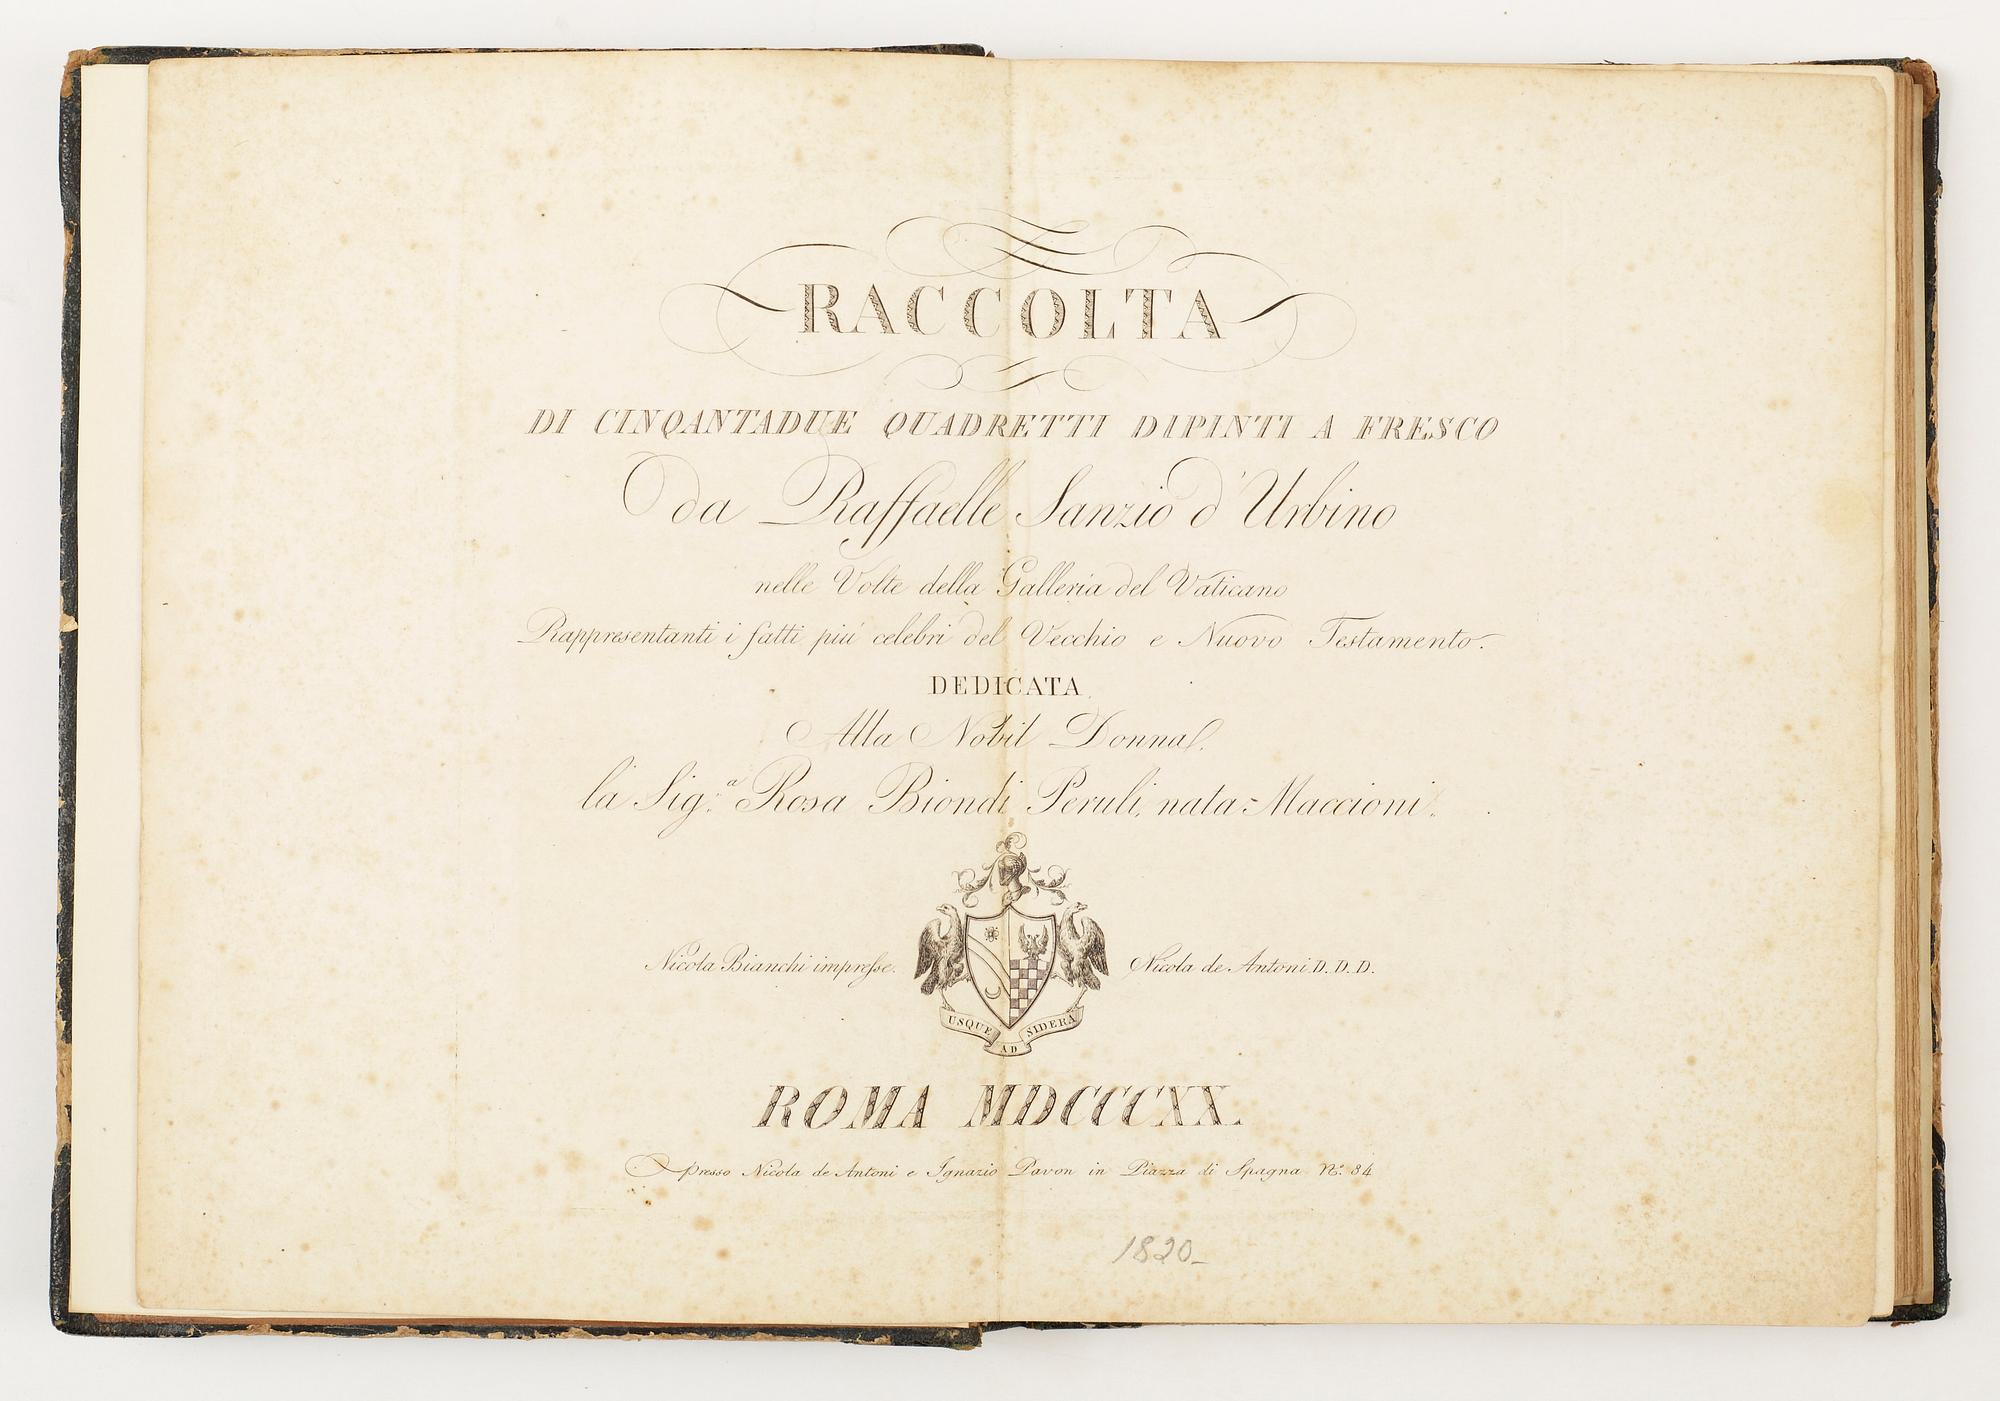 RACCOLTA
DI CINQANTADUE QUADRETTI DIPINTI A FRESCO
da Raffaelle Sanzio d'Urbino
nelle Volte della Galleria del Vaticano
Rappresentanti i fatti piú celebri del Vecchio e Nuovo Testamento.
DEDICATA
Alla Nobil Donna
la Sig.ª Rosa Biondi Peruli, nata Maccioni.
Nicola Bianchi impresse.
Nicola de Antoni D. D. D.
USQUE AD SIDERA
ROMA MDCCCXX.
presso Nicola de Antoni e Ignazio Pavon in Piazza di Spagna N.º 84
1820